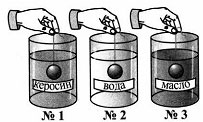 керосин
вода
масло
№ 1
№ 2
№ 3